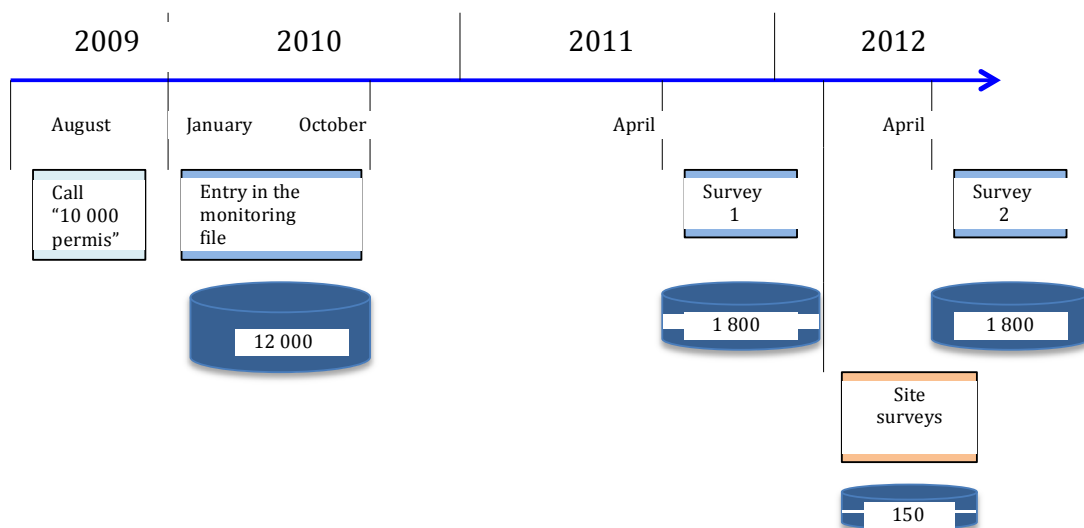 2009 2010 2011 2012
August January October April April
Call
“10 000
permis”
Entry in the
monitoring
file
Survey
1
Survey
2
12 000
1 800
1 800
Site
surveys
150